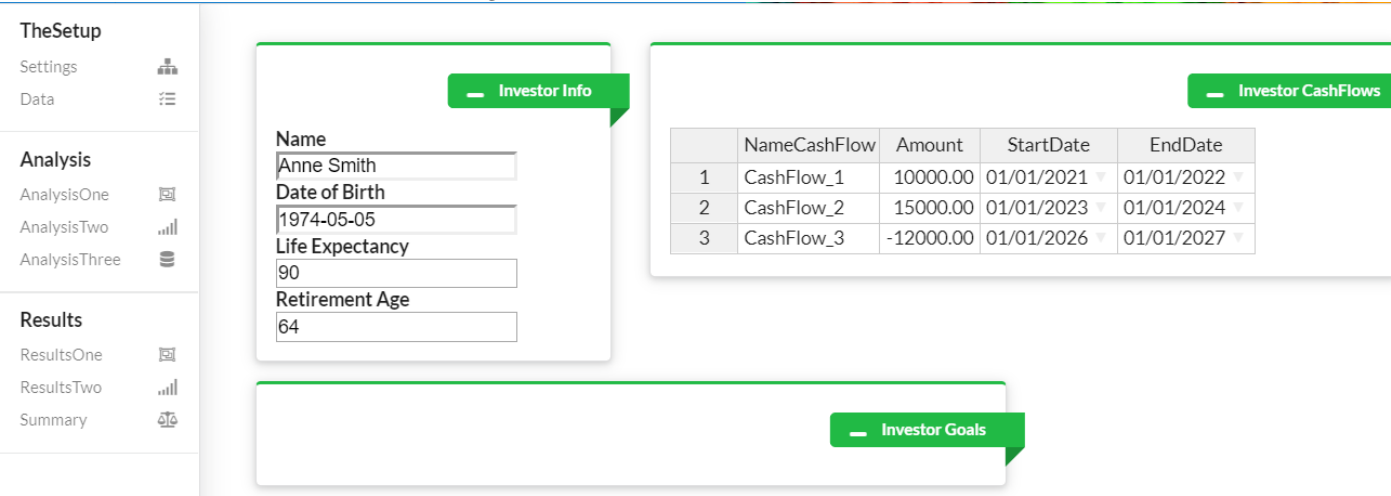 TheSetup
Settings
Data
Analysis
AnalysisOne
AnalysisTwo
AnalysisThree
Results
ResultsOne
ResultsTwo
Summary
Investor Info
Name
Anne Smith
Date of Birth
1974-05-05
Life Expectancy
90
Retirement Age
64
Investor CashFlows
NameCashFlow Amount StartDate EndDate
1 CashFlow_1 10000.00 01/01/2021 01/01/2022
2 CashFlow_2 15000.00 01/01/2023 01/01/2024
3 CashFlow_3 -12000.00 01/01/2026 01/01/2027
Investor Goals